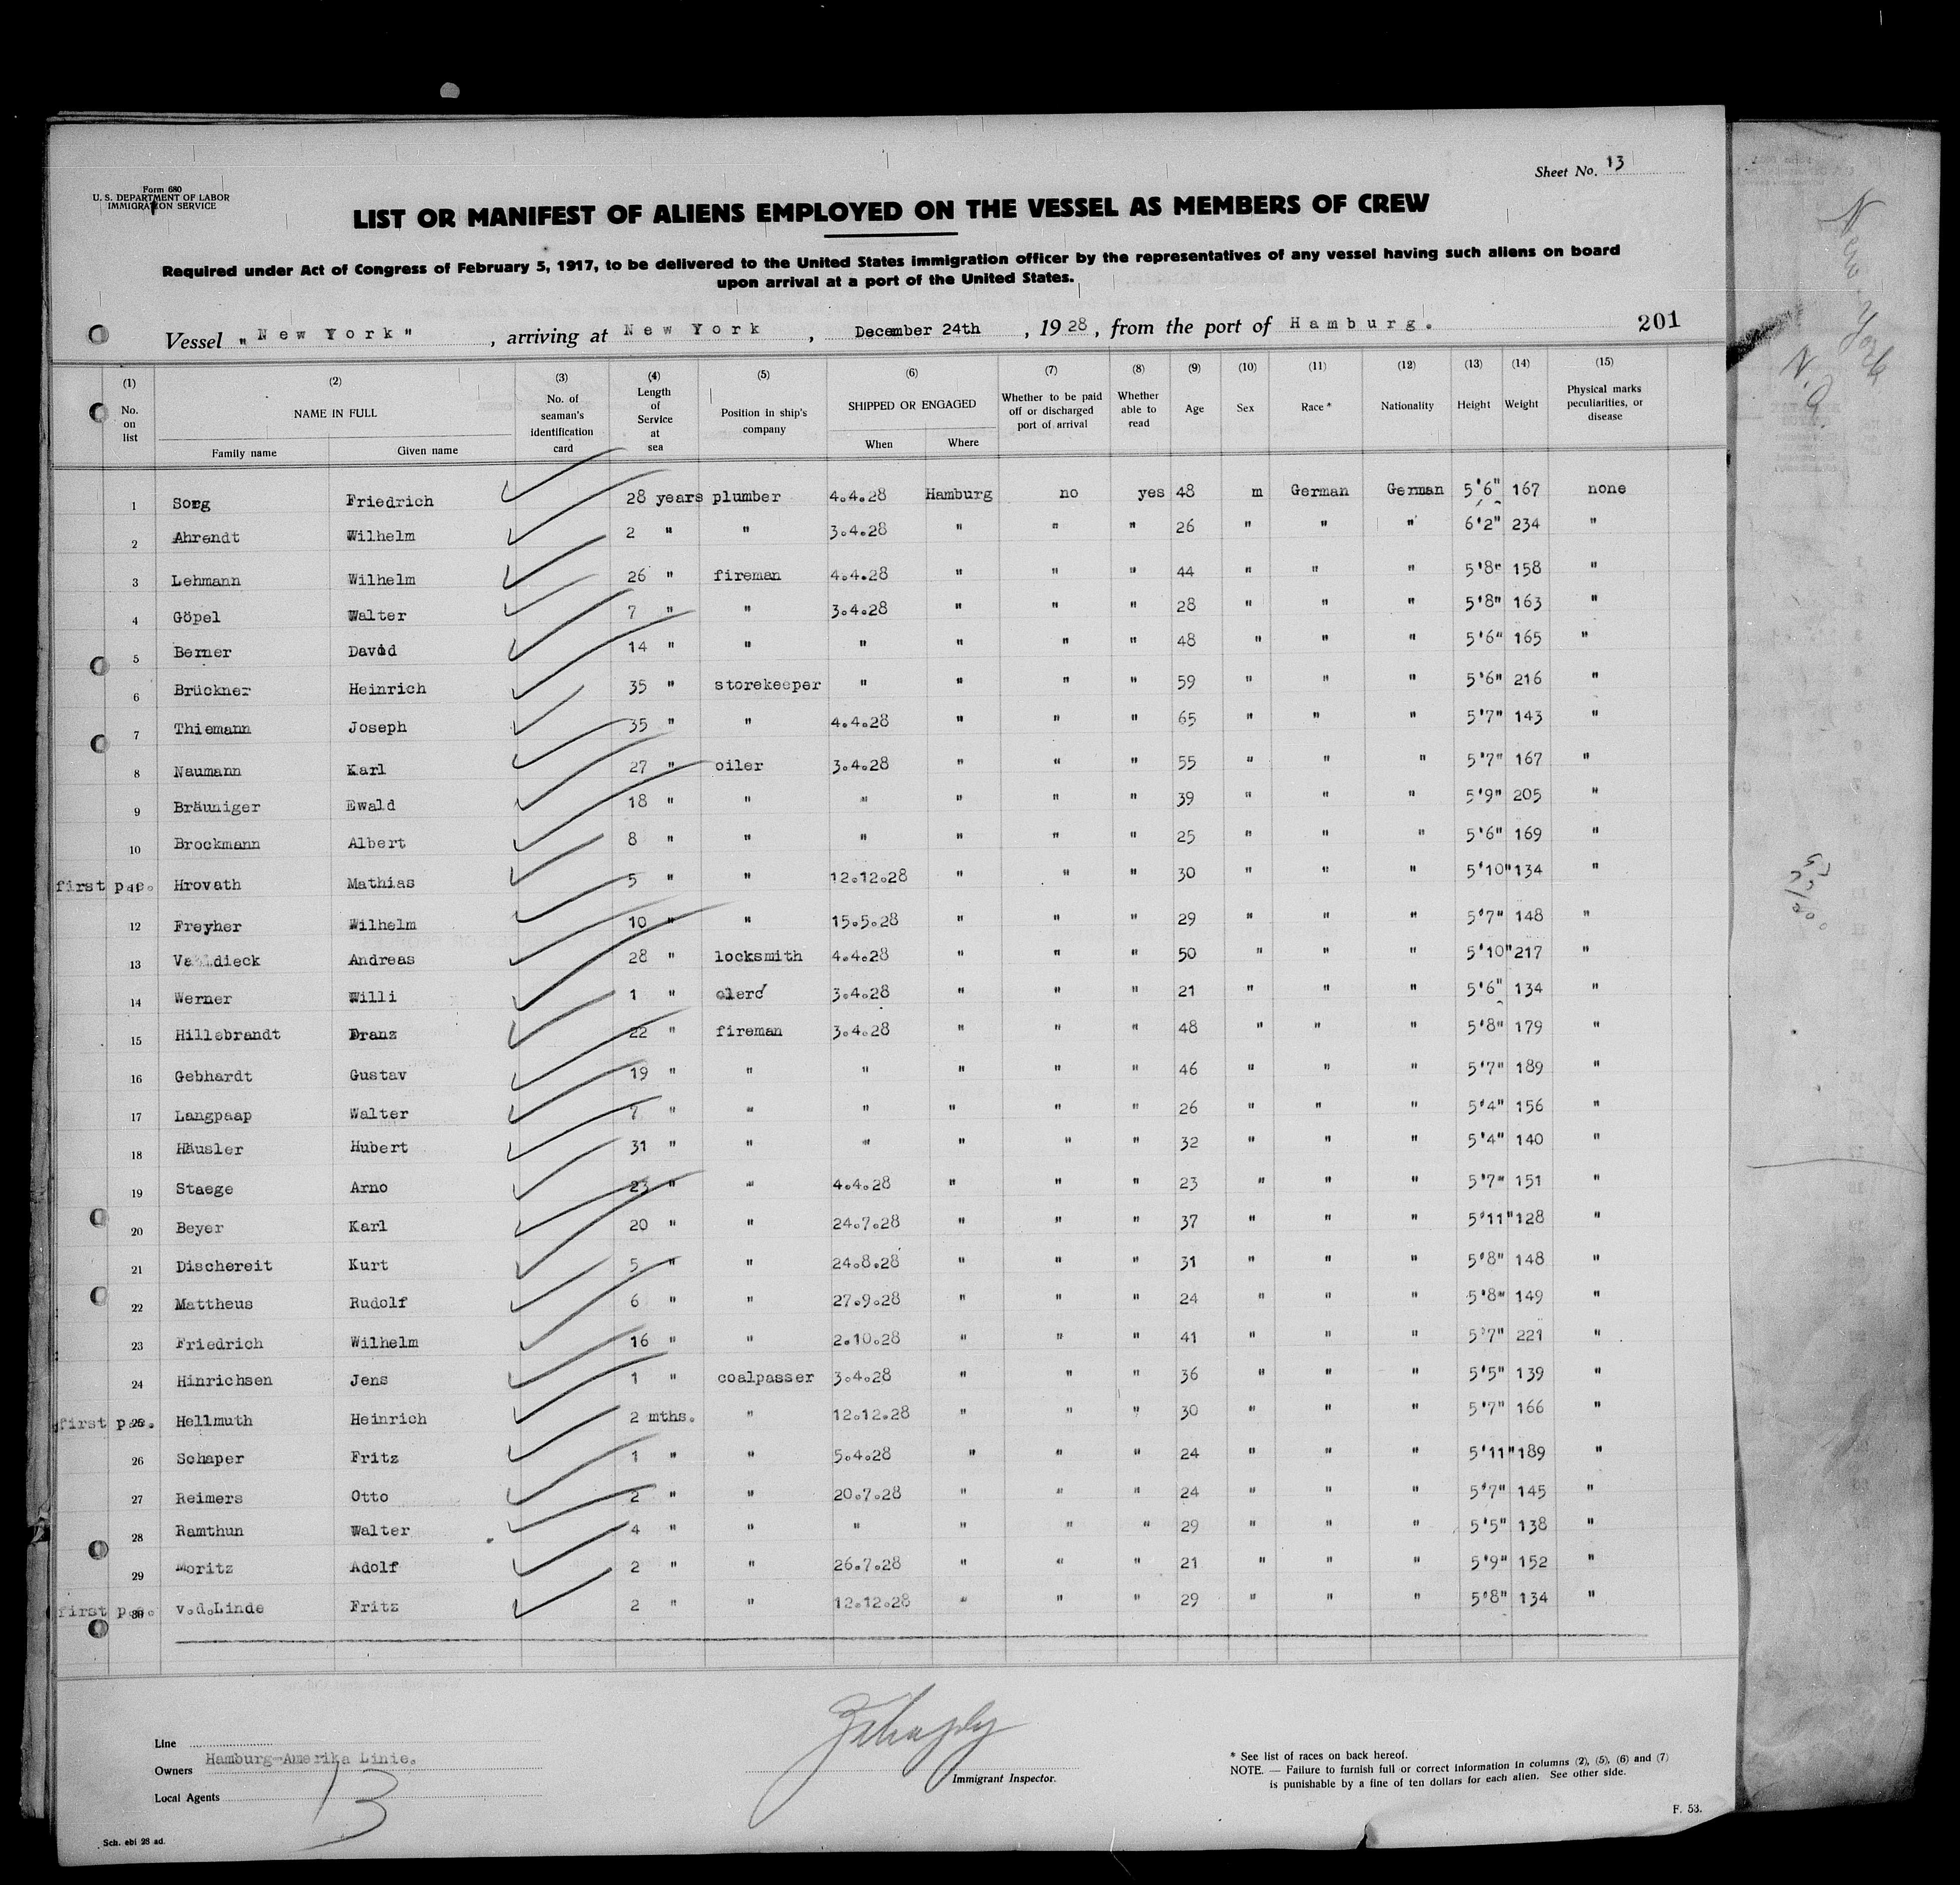 Sheet No. 13
Form 680
U. S. DEPARTMENT OF LABOR
IMMIGRATION SERVICE
LIST OR MANIFEST OF ALIENS EMPLOYED ON THE VESSEL AS MEMBERS OF CREW
Required under Act of Congress of February 5, 1917, to be delivered to the United States immigration officer by the representatives of any vessel having such aliens on board
upon arrival at a port of the United States.
Vessel "New York" , arriving at New York , December 24th , 1928 , from the port of Hamburg. 201
(1) No. on list (2) NAME IN FULL Family name Given name (3) No. of seaman's identification card (4) Length of Service at sea (5) Position in ship's company (6) SHIPPED OR ENGAGED When Where (7) Whether to be paid off or discharged port of arrival (8) Whether able to read (9) Age (10) Sex (11) Race * (12) Nationality (13) Height (14) Weight (15) Physical marks peculiarities, or disease
1 Sorg Friedrich 28 years plumber 4.4.28 Hamburg no yes 48 m German German 5'6" 167 none
2 Ahrendt Wilhelm 2 " " 3.4.28 " " " 26 " " " 6'2" 234 "
3 Lehmann Wilhelm 26 " fireman 4.4.28 " " " 44 " " " 5'8" 158 "
4 Göpel Walter 7 " " 3.4.28 " " " 28 " " " 5'8" 163 "
5 Berner David 14 " " " " " " 48 " " " 5'6" 165 "
6 Brückner Heinrich 35 " storekeeper " " " " 59 " " " 5'6" 216 "
7 Thiemann Joseph 35 " " 4.4.28 " " " 65 " " " 5'7" 143 "
8 Naumann Karl 27 " oiler 3.4.28 " " " 55 " " " 5'7" 167 "
9 Bräuniger Ewald 18 " " " " " " 39 " " " 5'9" 205 "
10 Brockmann Albert 8 " " " " " " 25 " " " 5'6" 169 "
first p.e. 11 Hrovath Mathias 5 " " 12.12.28 " " " 30 " " " 5'10" 134 "
12 Freyher Wilhelm 10 " " 15.5.28 " " " 29 " " " 5'7" 148 "
13 Andreas 28 " locksmith 4.4.28 " " " 50 " " " 5'10" 217 "
14 Werner Willi 1 " clerc 3.4.28 " " " 21 " " " 5'6" 134 "
15 Hillebrandt Franz 22 " fireman 3.4.28 " " " 48 " " " 5'8" 179 "
16 Gebhardt Gustav 19 " " " " " " 46 " " " 5'7" 189 "
17 Langpaap Walter 7 " " " " " " 26 " " " 5'4" 156 "
18 Häusler Hubert 31 " " " " " " 32 " " " 5'4" 140 "
19 Staege Arno 23 " " 4.4.28 " " " 23 " " " 5'7" 151 "
20 Beyer Karl 20 " " 24.7.28 " " " 37 " " " 5'11" 128 "
21 Dischereit Kurt 5 " " 24.8.28 " " " 31 " " " 5'8" 148 "
22 Mattheus Rudolf 6 " " 27.9.28 " " " 24 " " " 5'8" 149 "
23 Friedrich Wilhelm 16 " " 2.10.28 " " " 41 " " " 5'7" 221 "
24 Hinrichsen Jens 1 " coalpasser 3.4.28 " " " 36 " " " 5'5" 139 "
first p.e. 25 Hellmuth Heinrich 2 mths. " 12.12.28 " " " 30 " " " 5'7" 166 "
26 Schaper Fritz 1 " " 5.4.28 " " " 24 " " " 5'11" 189 "
27 Reimers Otto 2 " " 20.7.28 " " " 24 " " " 5'7" 145 "
28 Ramthun Walter 4 " " " " " " 29 " " " 5'5" 138 "
29 Moritz Adolf 2 " " 26.7.28 " " " 21 " " " 5'9" 152 "
first p.e. 30 v.d.Linde Fritz 2 " " 12.12.28 " " " 29 " " " 5'8" 134 "
Line
Owners Hamburg-Amerika Linie.
Local Agents
13
Immigrant Inspector.
* See list of races on back hereof.
NOTE. — Failure to furnish full or correct information in columns (2), (5), (6) and (7)
is punishable by a fine of ten dollars for each alien. See other side.
F. 53.
Sch. ebi 28 ad.
New York
N.Y.